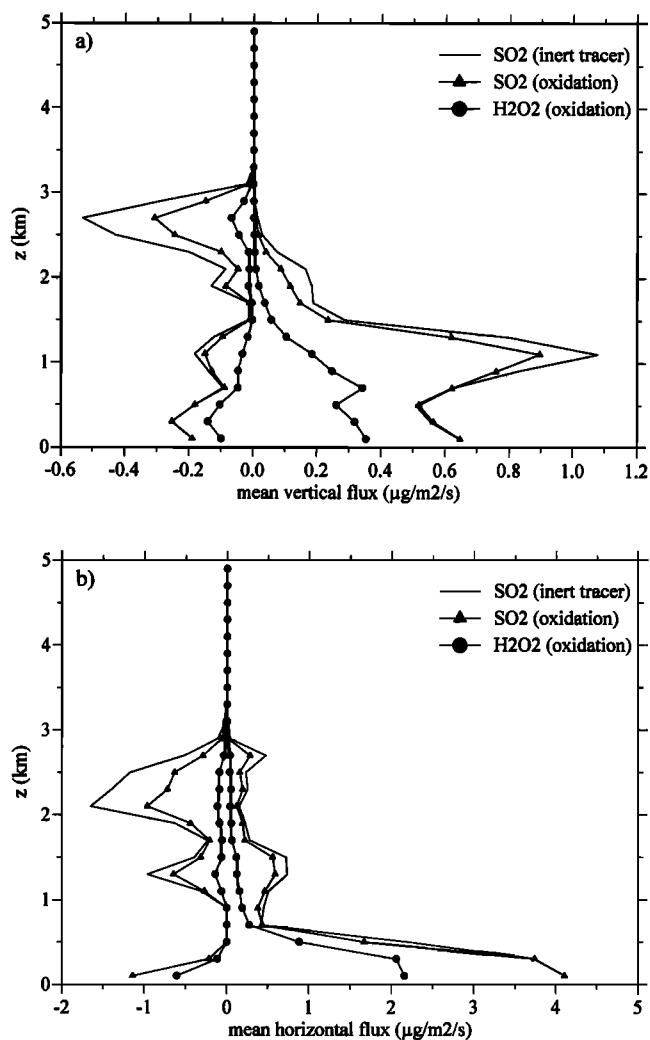 a)
SO2 (inert tracer)
SO2 (oxidation)
H2O2 (oxidation)
z (km)
5
4
3
2
1
0
-0.6 -0.4 -0.2 0.0 0.2 0.4 0.6 0.8 1.0 1.2
mean vertical flux (µg/m2/s)
b)
SO2 (inert tracer)
SO2 (oxidation)
H2O2 (oxidation)
z (km)
5
4
3
2
1
0
-2 -1 0 1 2 3 4 5
mean horizontal flux (µg/m2/s)